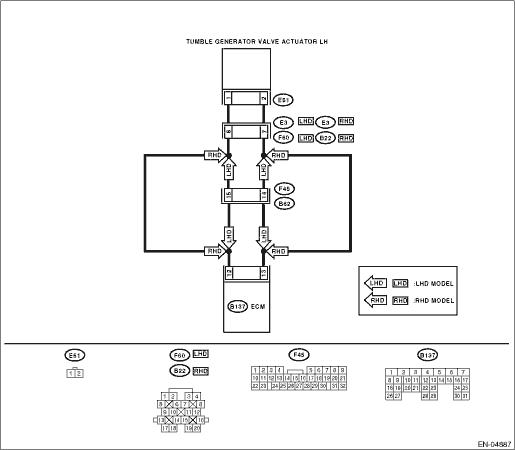 TUMBLE GENERATOR VALVE ACTUATOR LH
1 2
E51
6 7
E3 LHD E3 RHD
F60 LHD B22 RHD
RHD RHD
LHD LHD
15 14
F45
B62
LHD LHD
RHD RHD
12 13
B137 ECM
LHD LHD :LHD MODEL
RHD RHD :RHD MODEL
E51
F60 LHD
B22 RHD
F45
B137
1 2
1 2 3 4
5 6 7 8
9 10 11 12
13 14 15 16
17 18 19 20
1 2 3 4 5 6 7 8 9
10 11 12 13 14 15 16 17 18 19 20 21
22 23 24 25 26 27 28 29 30 31 32
1 2 3 4 5 6 7
8 9 10 11 12 13 14 15 16 17
18 19 20 21 22 23 24 25
26 27 28 29 30 31
EN-04887